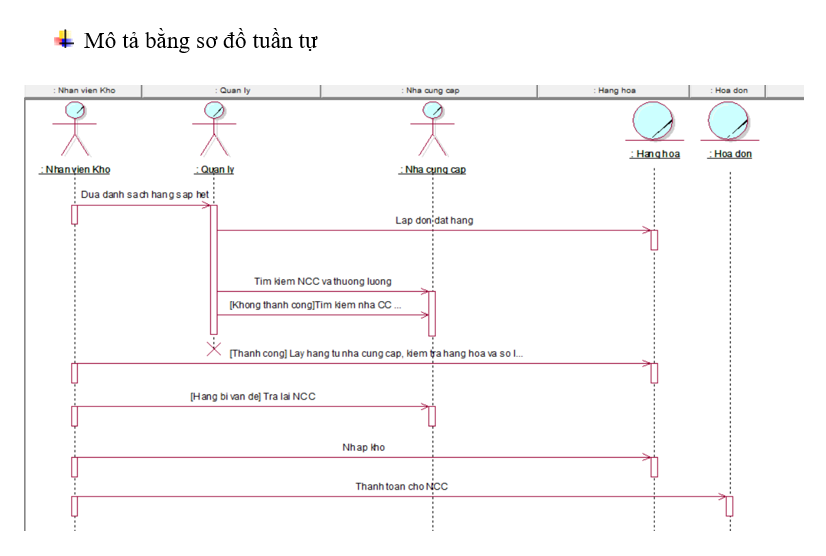 Mô tả bằng sơ đồ tuần tự
: Nhan vien Kho
: Quan ly
: Nha cung cap
: Hang hoa
: Hoa don
: Nhan vien Kho
: Quan ly
: Nha cung cap
: Hang hoa
: Hoa don
Dua danh sach hang sap het
Lap don dat hang
Tim kiem NCC va thuong luong
[Khong thanh cong]Tim kiem nha CC ...
[Thanh cong] Lay hang tu nha cung cap, kiem tra hang hoa va so l...
[Hang bi van de] Tra lai NCC
Nhap kho
Thanh toan cho NCC